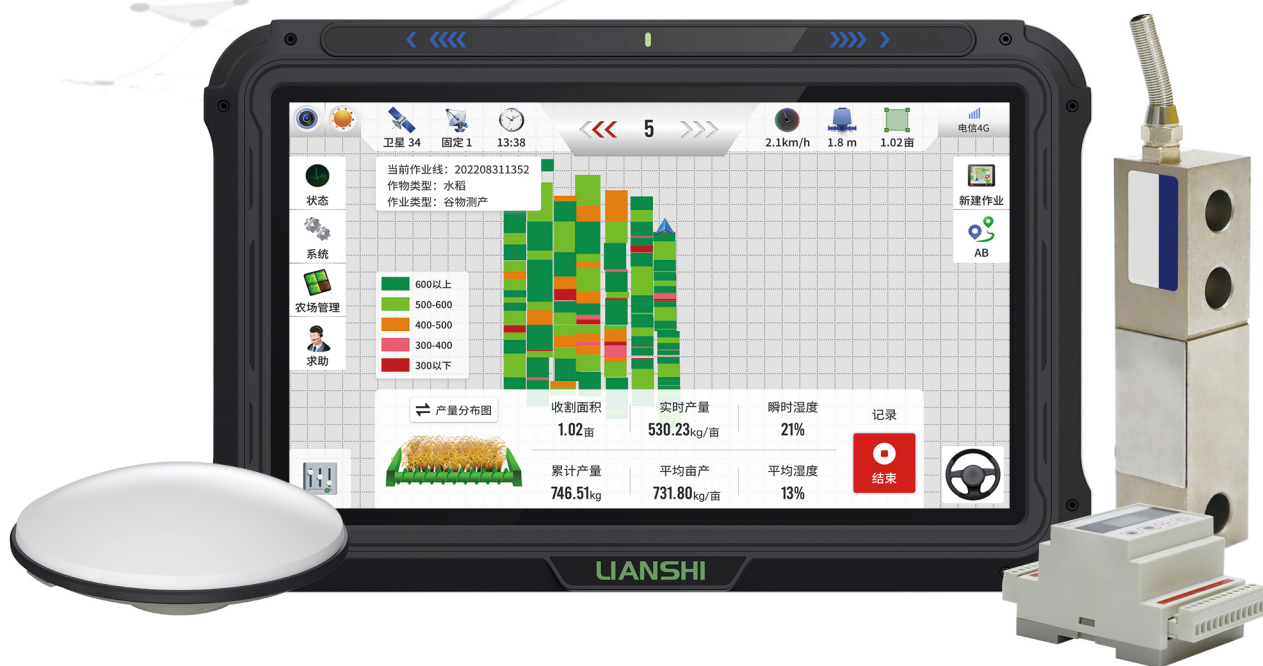 5
卫星 34
固定 1
13:38
2.1km/h
1.8 m
1.02亩
电信4G
当前作业线：202208311352
作物类型：水稻
作业类型：谷物测产
状态
系统
农场管理
求助
新建作业
AB
600以上
500-600
400-500
300-400
300以下
产量分布图
收割面积
1.02亩
实时产量
530.23kg/亩
瞬时湿度
21%
记录
结束
累计产量
746.51kg
平均亩产
731.80kg/亩
平均湿度
13%
LIANSHI